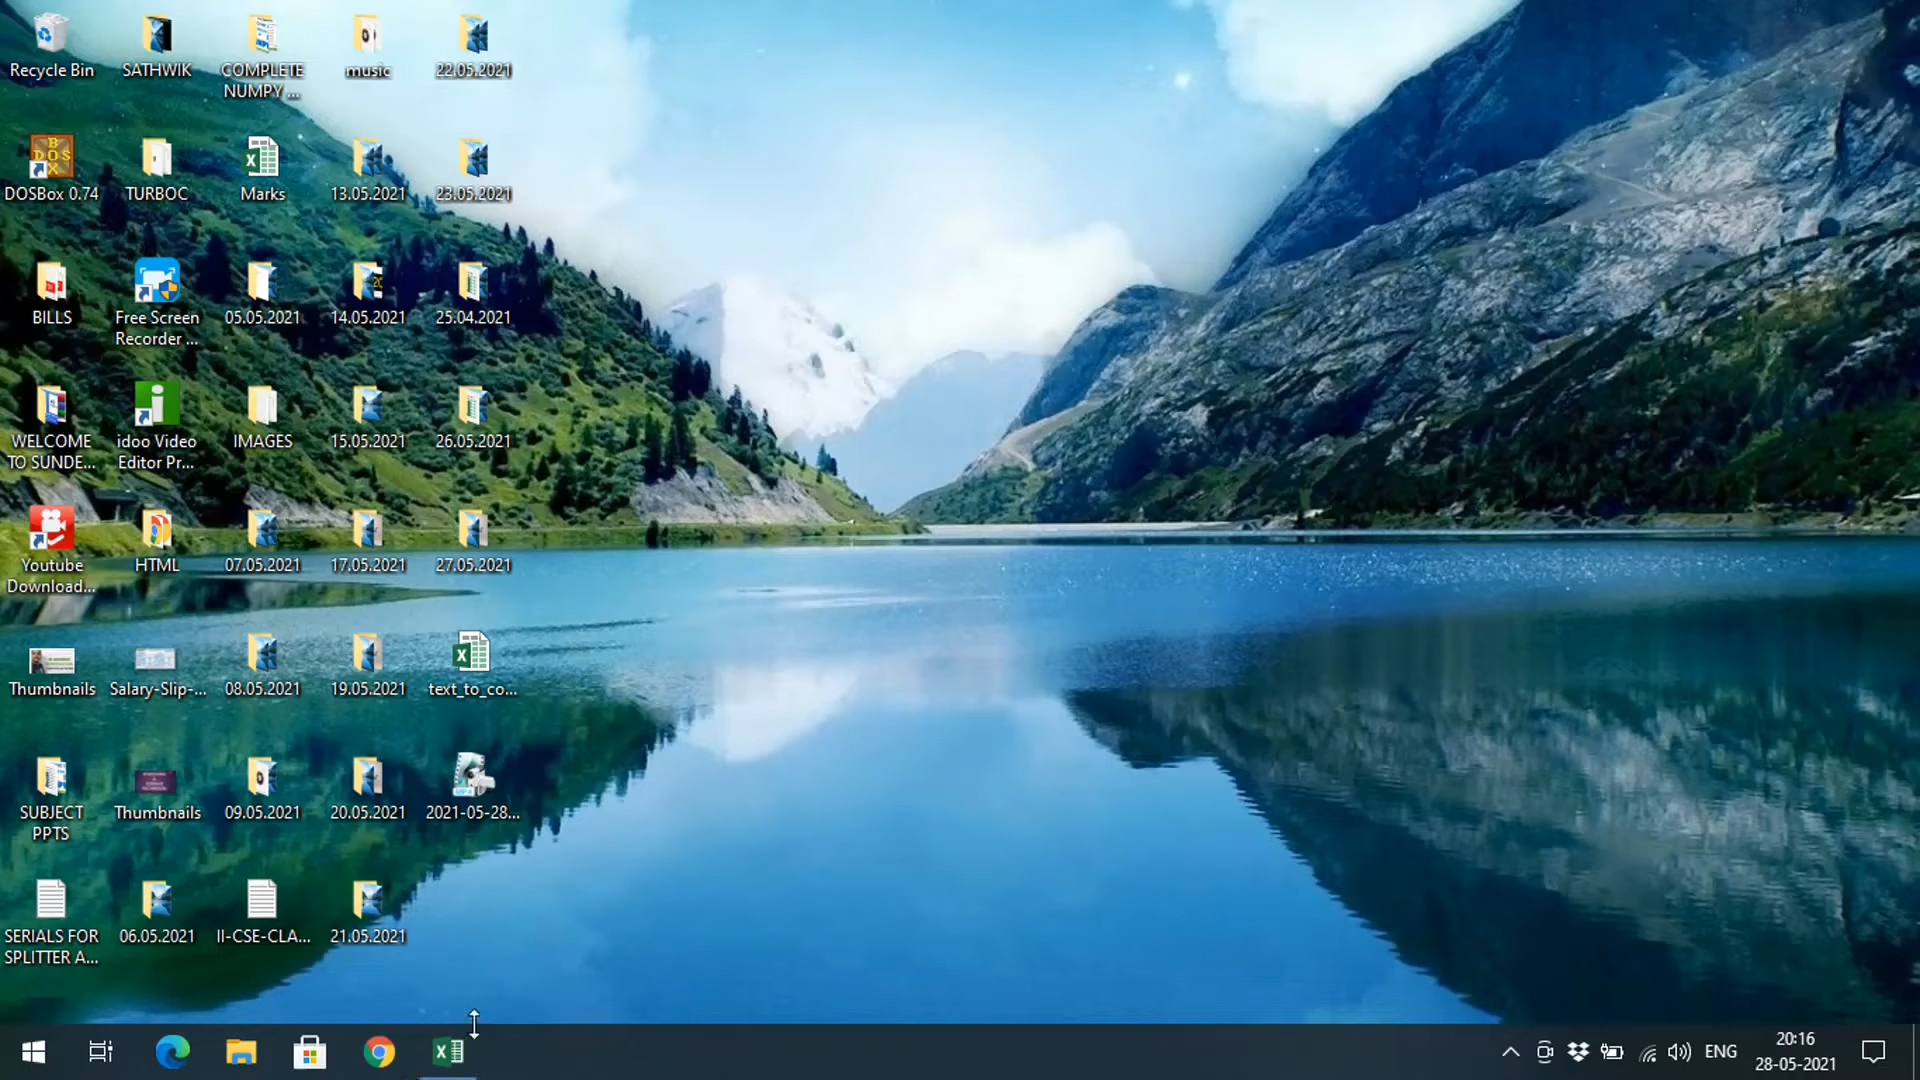 Recycle Bin
SATHWIK
COMPLETE
NUMPY ...
music
22.05.2021
DOSBox 0.74
TURBOC
Marks
13.05.2021
23.05.2021
BILLS
Free Screen
Recorder ...
05.05.2021
14.05.2021
25.04.2021
WELCOME
TO SUNDE...
idoo Video
Editor Pr...
IMAGES
15.05.2021
26.05.2021
Youtube
Download...
HTML
07.05.2021
17.05.2021
27.05.2021
Thumbnails
Salary-Slip-...
08.05.2021
19.05.2021
text_to_co...
SUBJECT
PPTS
Thumbnails
09.05.2021
20.05.2021
2021-05-28...
SERIALS FOR
SPLITTER A...
06.05.2021
II-CSE-CLA...
21.05.2021
ENG
20:16
28-05-2021